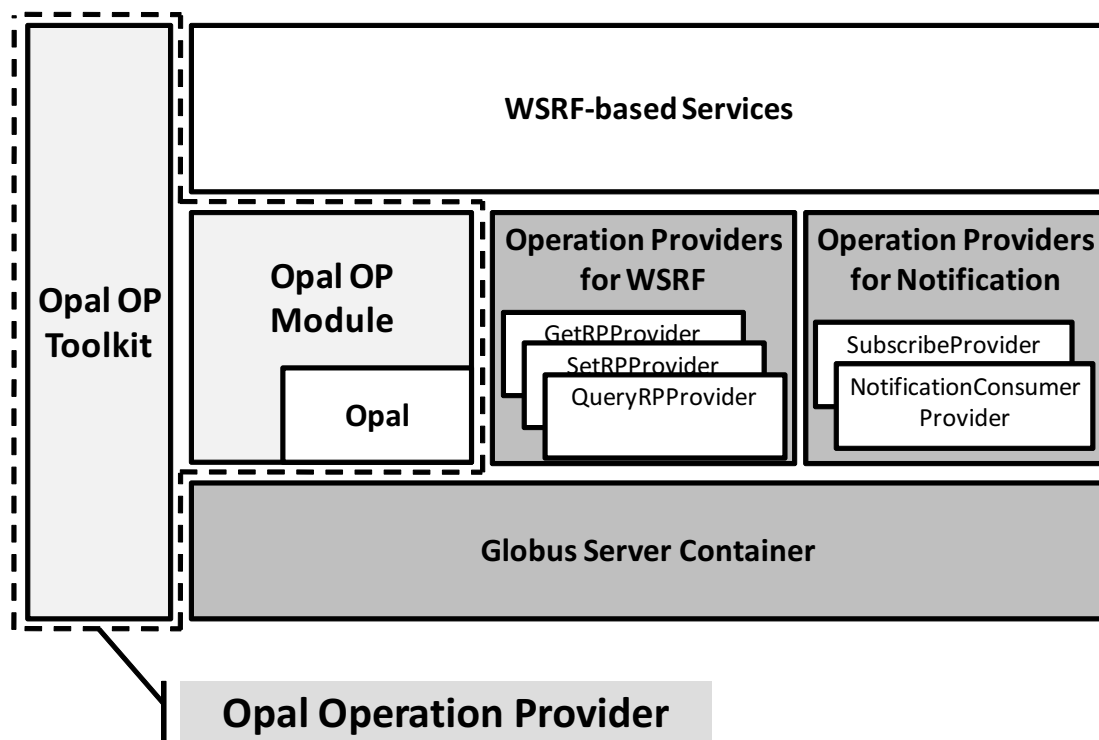 WSRF-based Services
Opal OP
Toolkit
Opal OP
Module
Opal
Operation Providers
for WSRF
GetRPProvider
SetRPProvider
QueryRPProvider
Operation Providers
for Notification
SubscribeProvider
NotificationConsumer
Provider
Globus Server Container
Opal Operation Provider